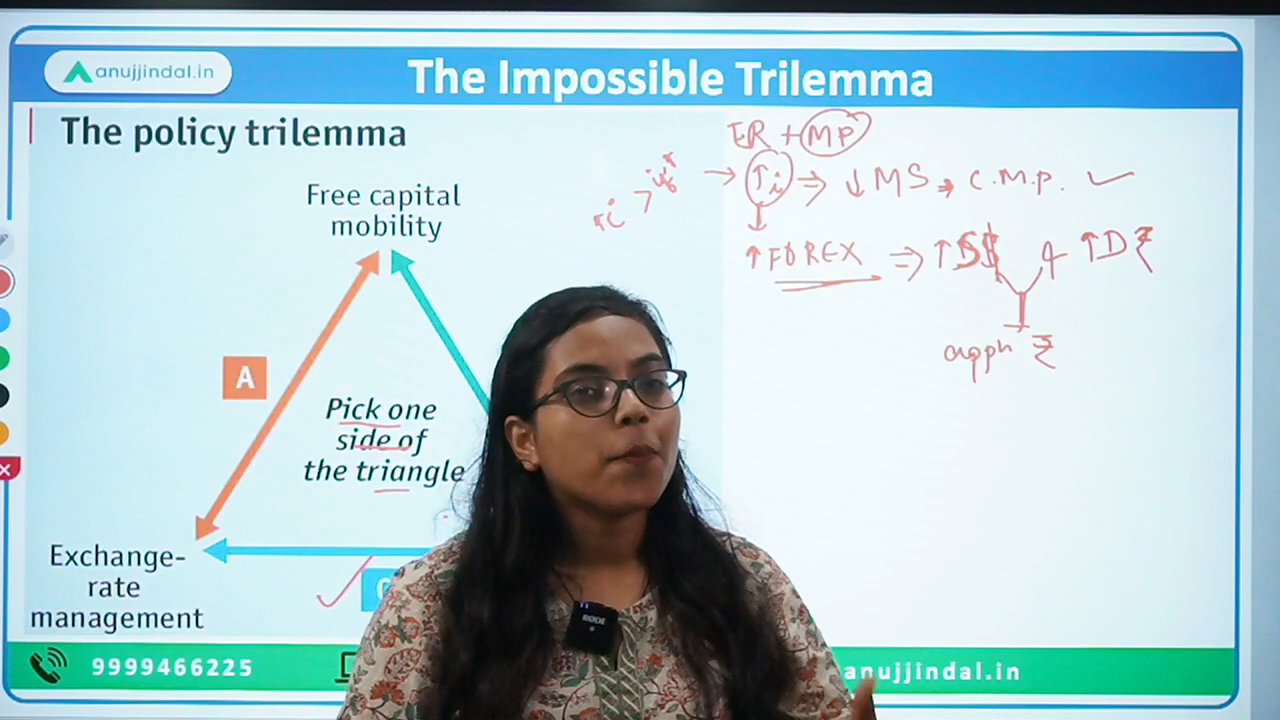 anujjindal.in
The Impossible Trilemma
The policy trilemma
Free capital
mobility
A
Pick one
side of
the triangle
Exchange-
rate
management
ER + MP
→ ↑i ⇒ ↓MS → C.M.P. ✓
↑FOREX ⇒ ↑S$ & ↑D₹
₹
RODE
9999466225
anujjindal.in